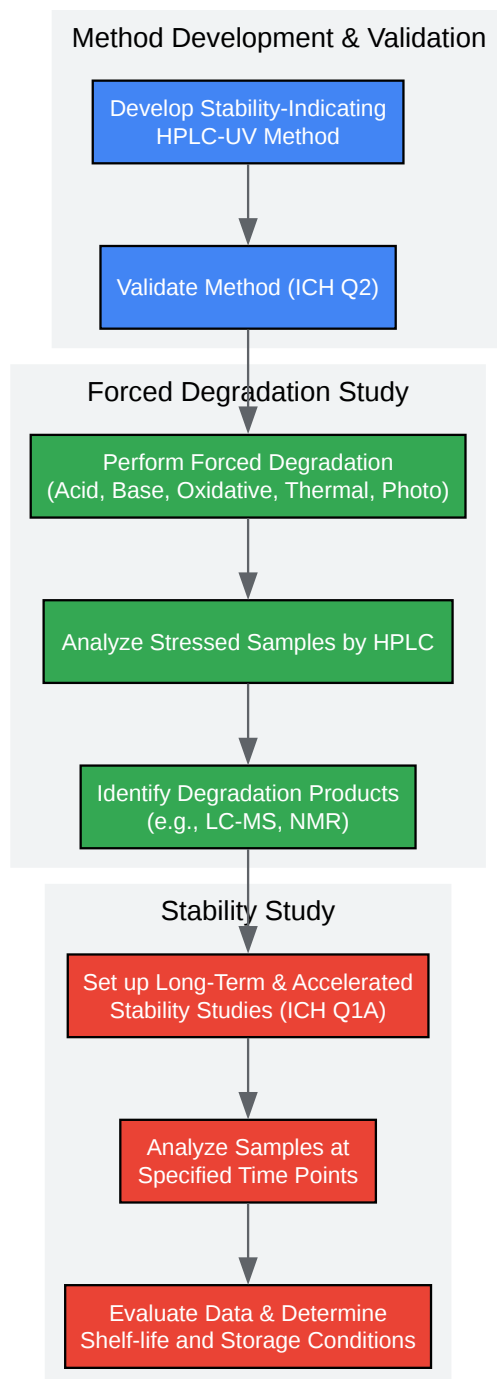 Method Development & Validation
Develop Stability-Indicating
HPLC-UV Method
Validate Method (ICH Q2)
Forced Degradation Study
Perform Forced Degradation
(Acid, Base, Oxidative, Thermal, Photo)
Analyze Stressed Samples by HPLC
Identify Degradation Products
(e.g., LC-MS, NMR)
Stability Study
Set up Long-Term & Accelerated
Stability Studies (ICH Q1A)
Analyze Samples at
Specified Time Points
Evaluate Data & Determine
Shelf-life and Storage Conditions